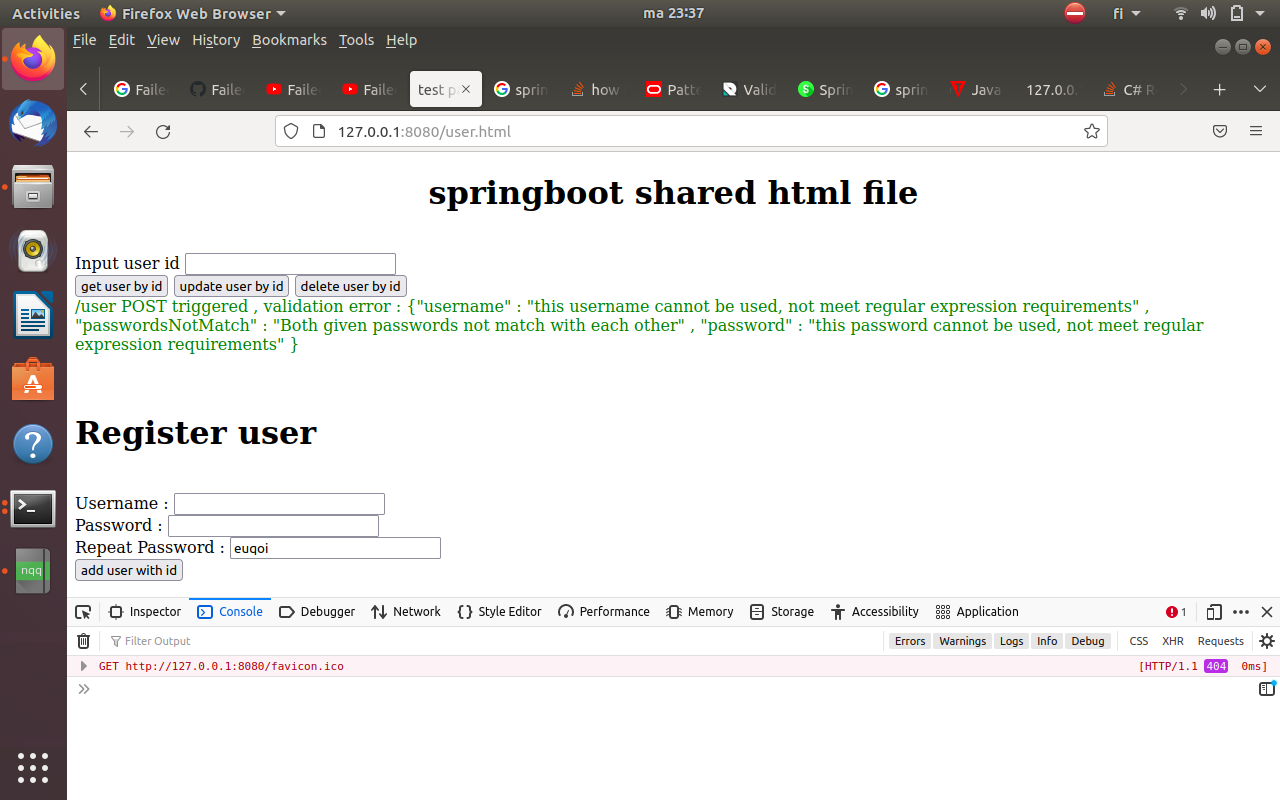 Activities Firefox Web Browser ma 23:37 fi
File Edit View History Bookmarks Tools Help
Faile Faile Faile Faile test p sprin how Patte Valid Sprin sprin Java 127.0.0. C# R
127.0.0.1:8080/user.html
springboot shared html file
Input user id
get user by id update user by id delete user by id
/user POST triggered , validation error : {"username" : "this username cannot be used, not meet regular expression requirements" ,
"passwordsNotMatch" : "Both given passwords not match with each other" , "password" : "this password cannot be used, not meet regular
expression requirements" }
Register user
Username :
Password :
Repeat Password : euqoi
add user with id
Inspector Console Debugger Network Style Editor Performance Memory Storage Accessibility Application 1
Filter Output Errors Warnings Logs Info Debug CSS XHR Requests
GET http://127.0.0.1:8080/favicon.ico [HTTP/1.1 404 0ms]
nqq